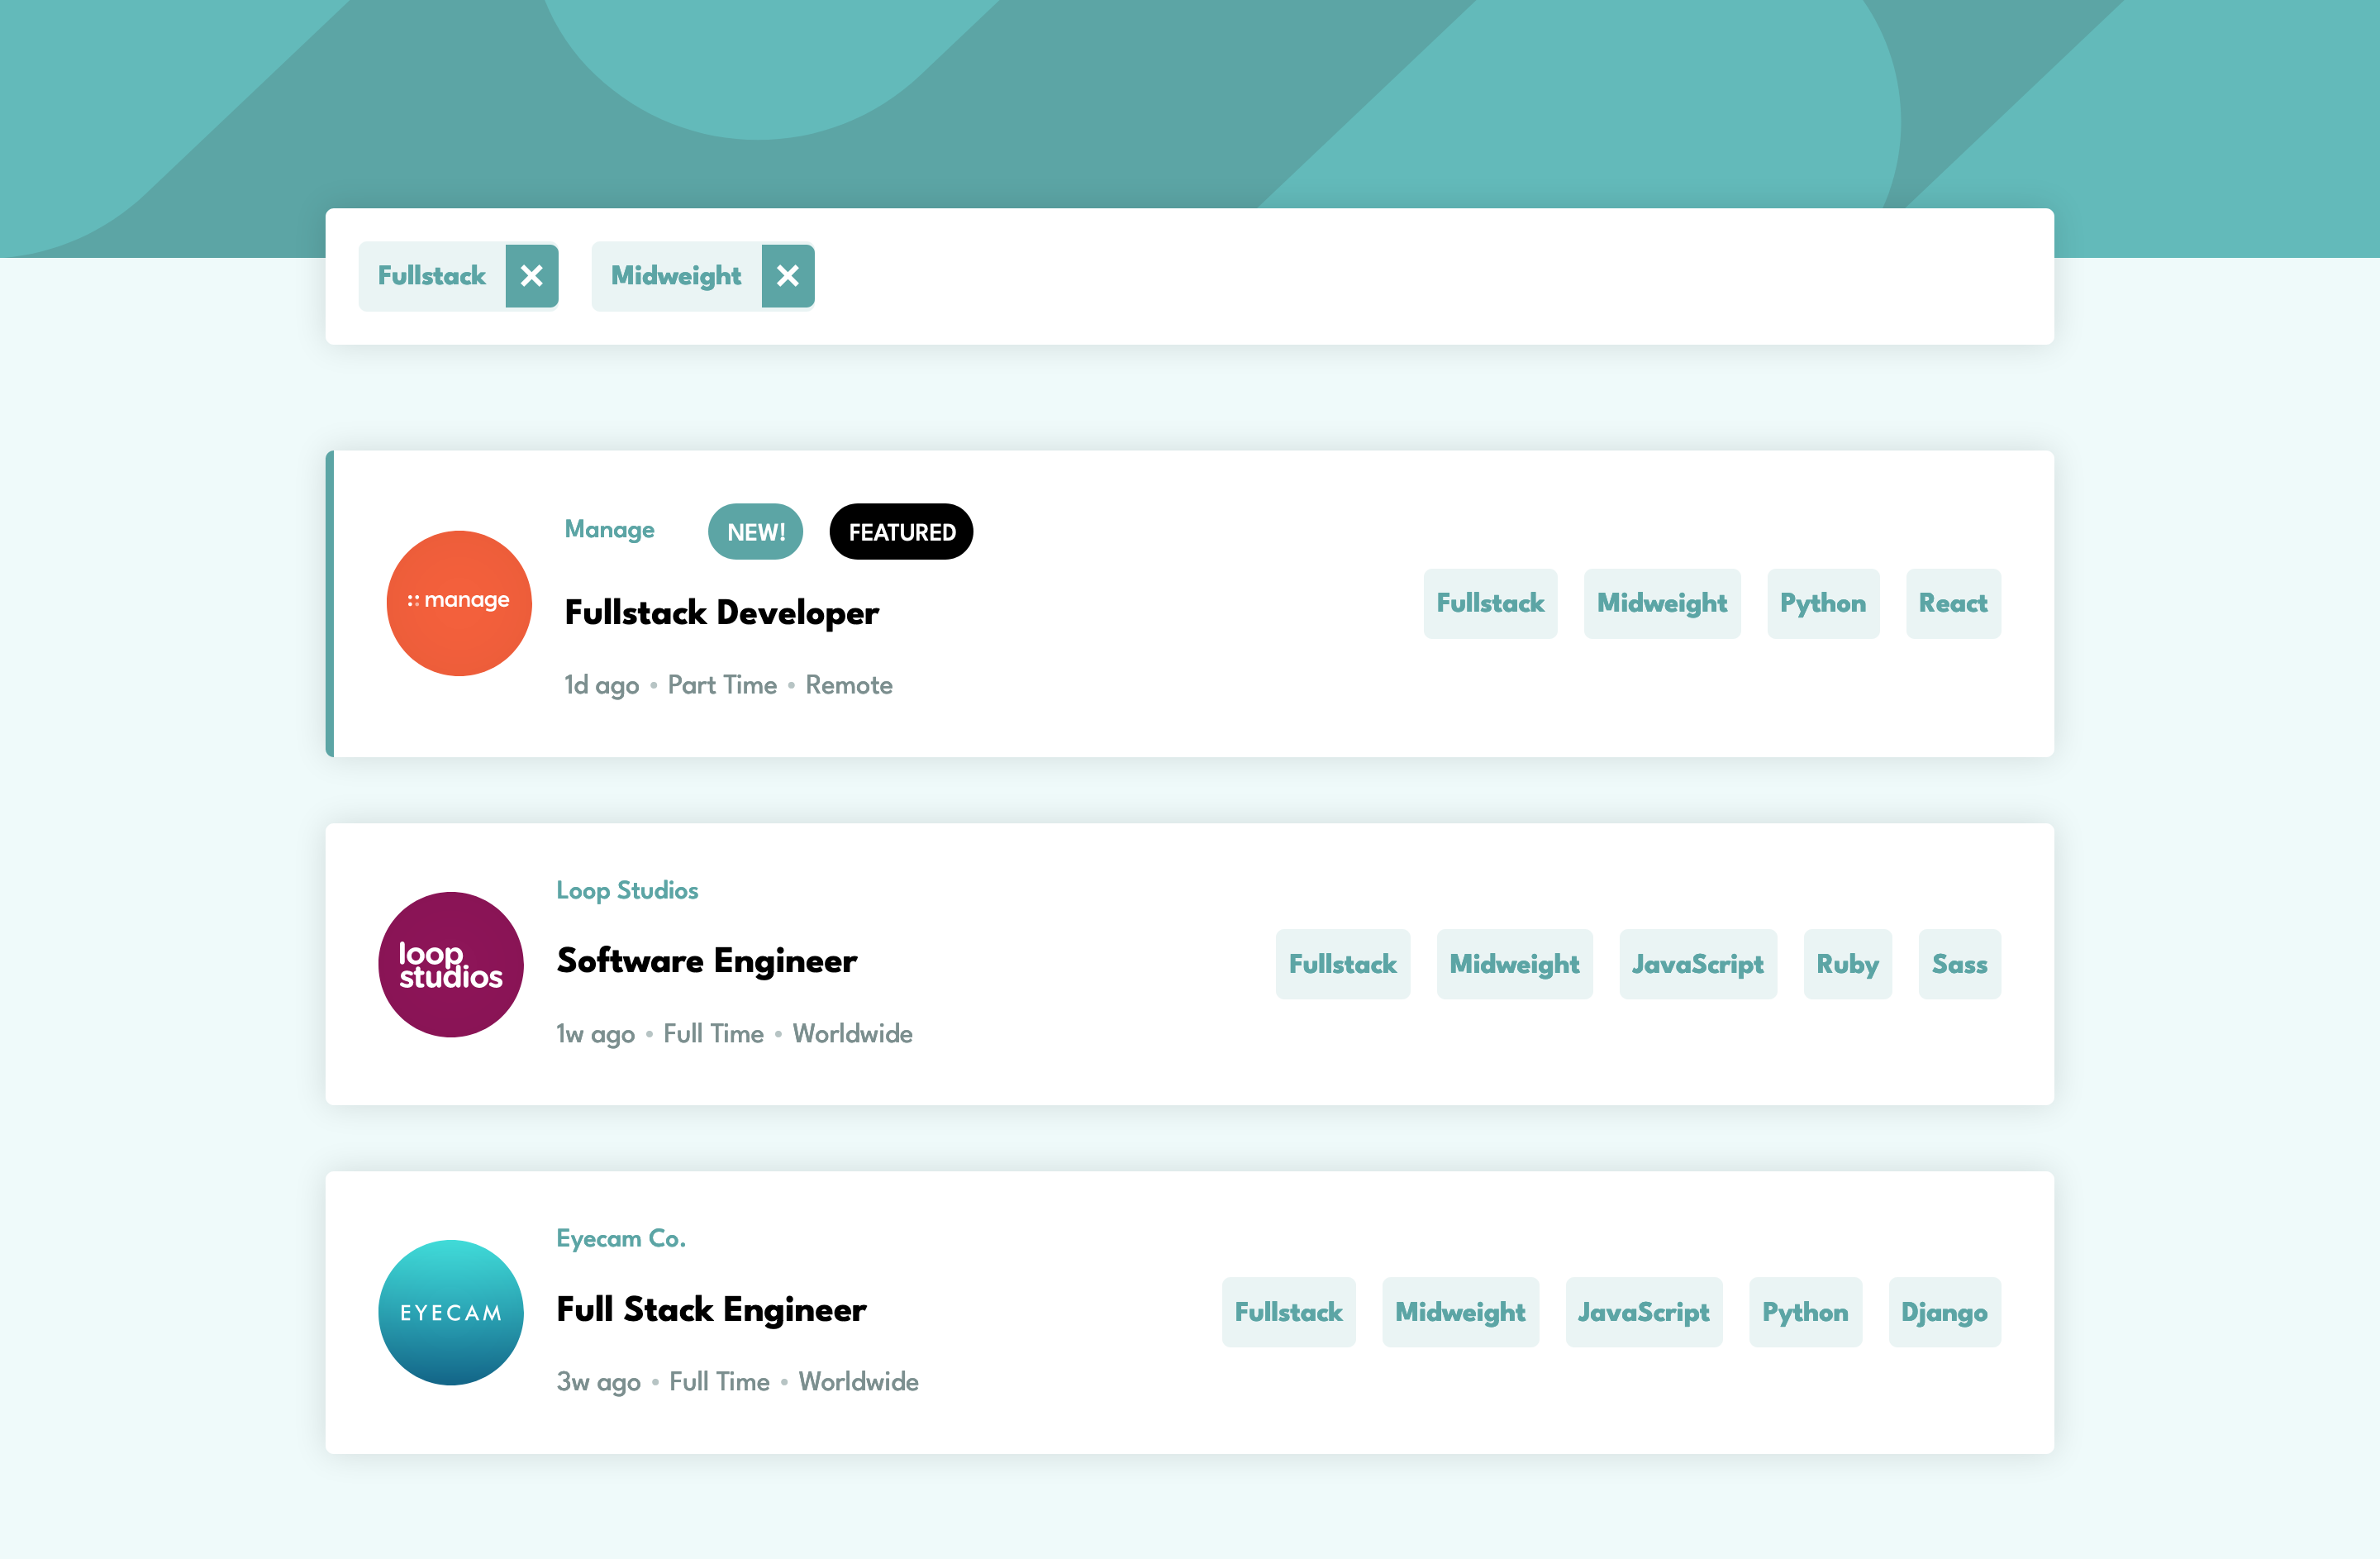 Fullstack Midweight
Manage NEW! FEATURED
manage
Fullstack Developer
Fullstack Midweight Python React
1d ago • Part Time • Remote
Loop Studios
loop
studios
Software Engineer
Fullstack Midweight JavaScript Ruby Sass
1w ago • Full Time • Worldwide
Eyecam Co.
EYECAM
Full Stack Engineer
Fullstack Midweight JavaScript Python Django
3w ago • Full Time • Worldwide